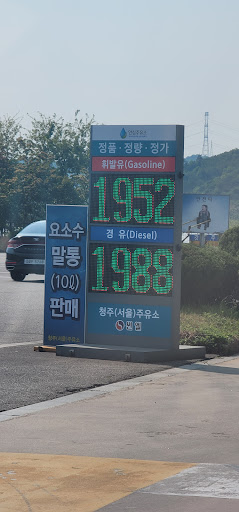 정품·정량·정가
휘발유(Gasoline)
1952
경 유(Diesel)
1988
청주(서울)주유소
요소수
말통
(10ℓ)
판매